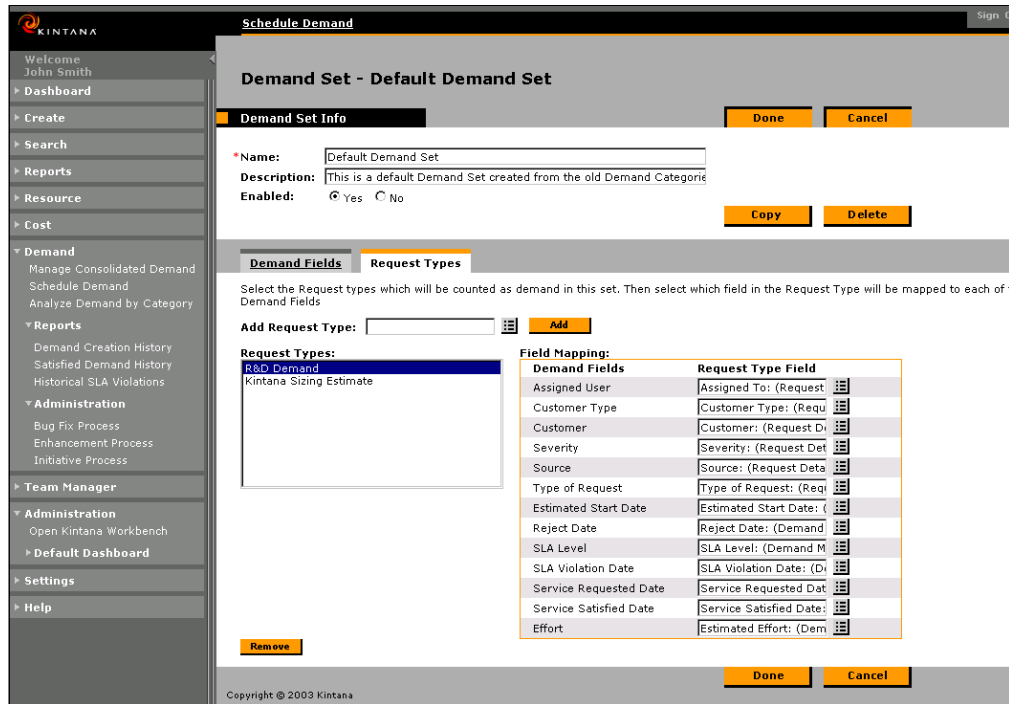 KINTANA
Schedule Demand
Sign
Welcome
John Smith
Dashboard
Create
Search
Reports
Resource
Cost
Demand
Manage Consolidated Demand
Schedule Demand
Analyze Demand by Category
Reports
Demand Creation History
Satisfied Demand History
Historical SLA Violations
Administration
Bug Fix Process
Enhancement Process
Initiative Process
Team Manager
Administration
Open Kintana Workbench
Default Dashboard
Settings
Help
Demand Set - Default Demand Set
Demand Set Info
Done Cancel
*Name: Default Demand Set
Description: This is a default Demand Set created from the old Demand Categorie
Enabled: Yes No
Copy Delete
Demand Fields Request Types
Select the Request types which will be counted as demand in this set. Then select which field in the Request Type will be mapped to each of
Demand Fields
Add Request Type: Add
Request Types:
R&D Demand
Kintana Sizing Estimate
Field Mapping:
Demand Fields Request Type Field
Assigned User Assigned To: (Request
Customer Type Customer Type: (Requ
Customer Customer: (Request D
Severity Severity: (Request Det
Source Source: (Request Deta
Type of Request Type of Request: (Requ
Estimated Start Date Estimated Start Date: (
Reject Date Reject Date: (Demand
SLA Level SLA Level: (Demand M
SLA Violation Date SLA Violation Date: (D
Service Requested Date Service Requested Dat
Service Satisfied Date Service Satisfied Date:
Effort Estimated Effort: (Dem
Remove
Done Cancel
Copyright © 2003 Kintana